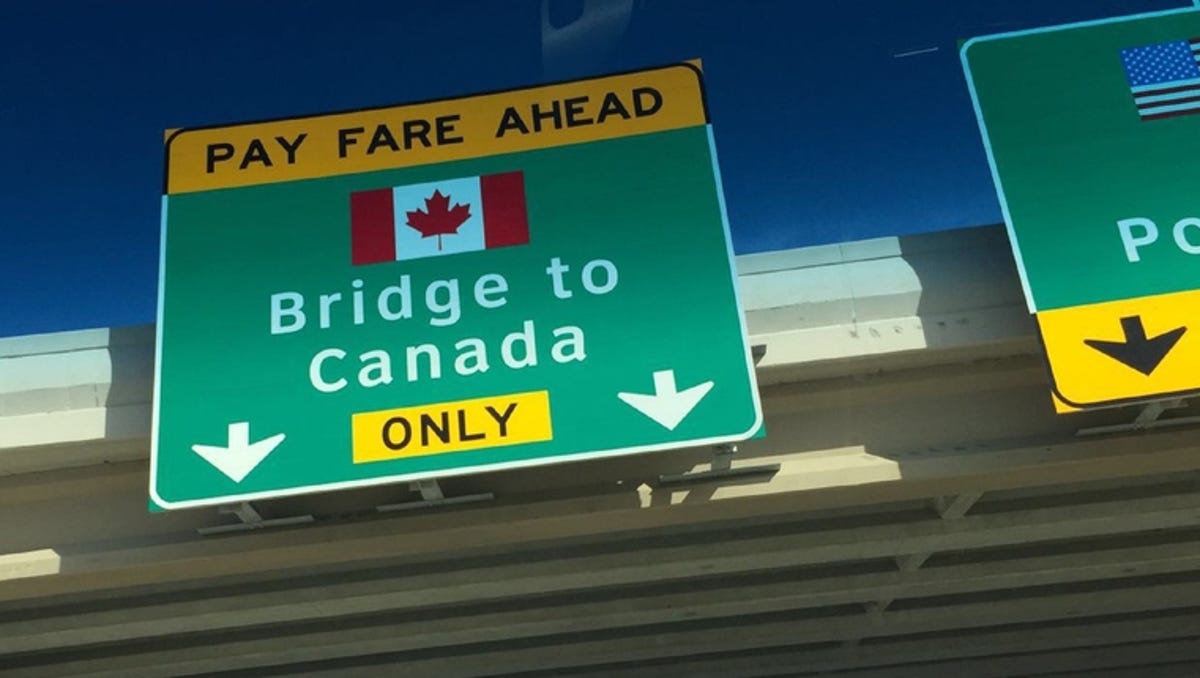 PAY FARE AHEAD
Bridge to
Canada
ONLY